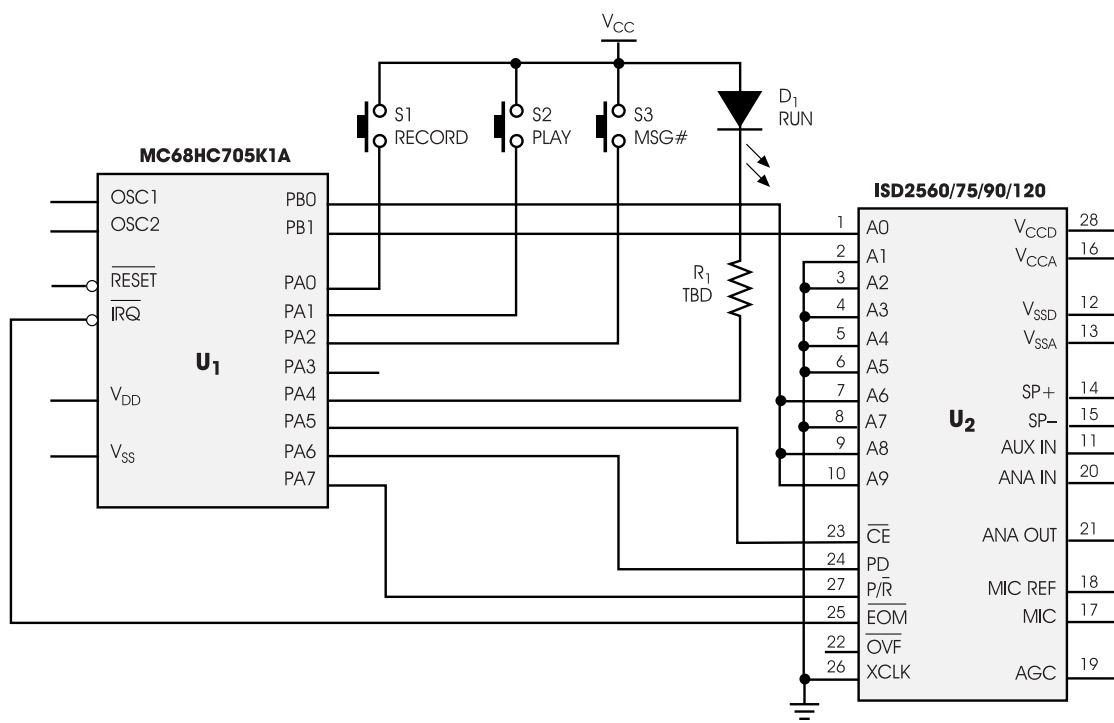 VCC
S1
RECORD
S2
PLAY
S3
MSG#
D1
RUN
R1
TBD
MC68HC705K1A
OSC1
OSC2
RESET
IRQ
VDD
VSS
U1
PB0
PB1
PA0
PA1
PA2
PA3
PA4
PA5
PA6
PA7
ISD2560/75/90/120
1 A0
2 A1
3 A2
4 A3
5 A4
6 A5
7 A6
8 A7
9 A8
10 A9
23 CE
24 PD
27 P/R
25 EOM
22 OVF
26 XCLK
U2
VCCD 28
VCCA 16
VSSD 12
VSSA 13
SP+ 14
SP– 15
AUX IN 11
ANA IN 20
ANA OUT 21
MIC REF 18
MIC 17
AGC 19